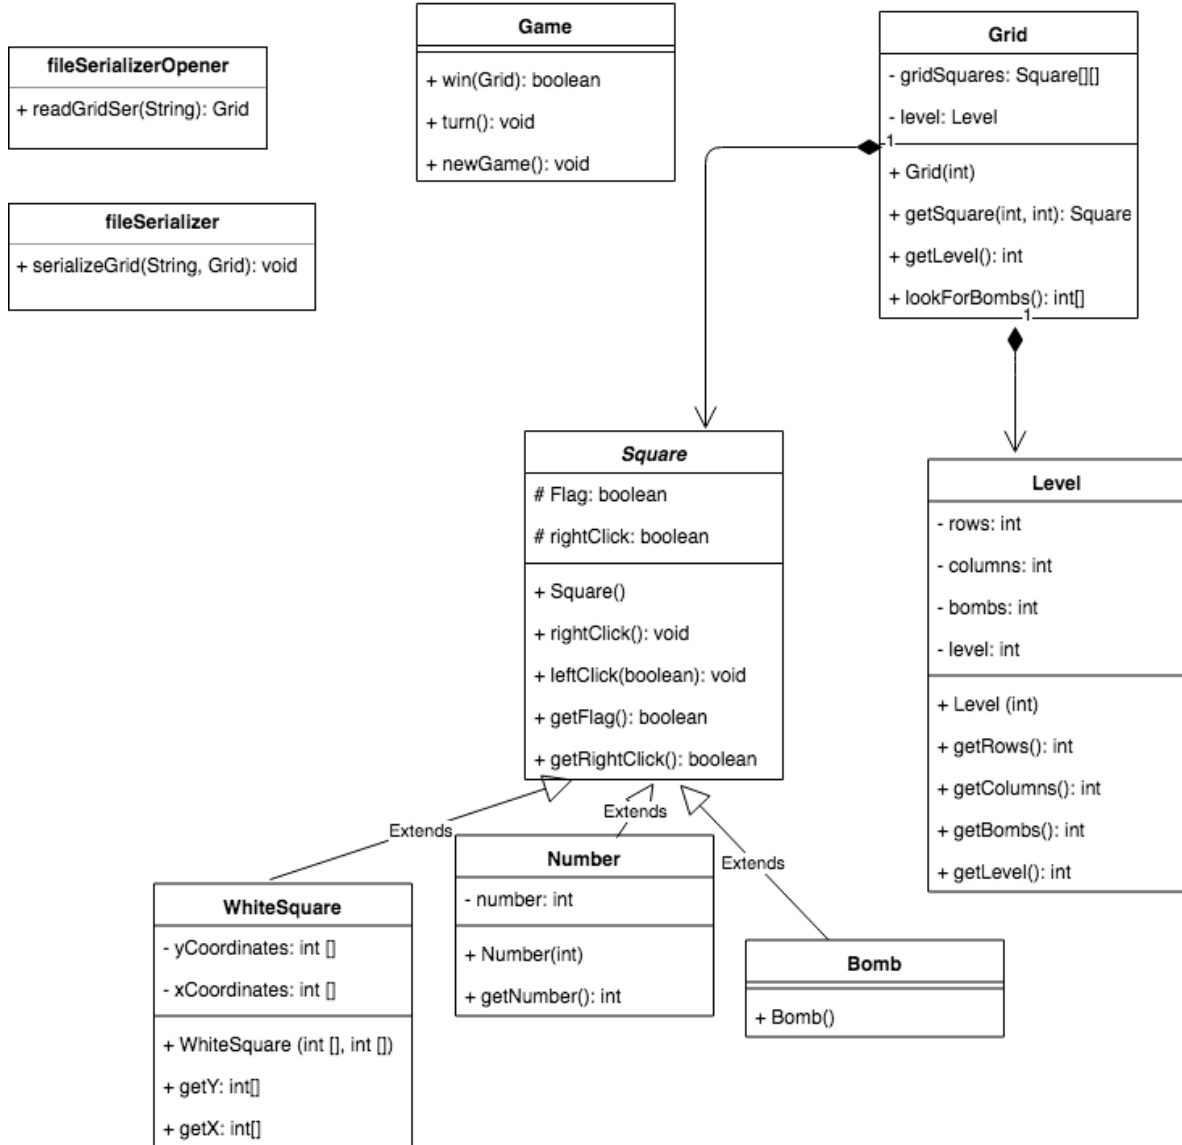 fileSerializerOpener
+ readGridSer(String): Grid
fileSerializer
+ serializeGrid(String, Grid): void
Game
+ win(Grid): boolean
+ turn(): void
+ newGame(): void
Grid
- gridSquares: Square[][]
- level: Level
1
+ Grid(int)
+ getSquare(int, int): Square
+ getLevel(): int
+ lookForBombs(): int[]
1
Square
# Flag: boolean
# rightClick: boolean
+ Square()
+ rightClick(): void
+ leftClick(boolean): void
+ getFlag(): boolean
+ getRightClick(): boolean
Level
- rows: int
- columns: int
- bombs: int
- level: int
+ Level (int)
+ getRows(): int
+ getColumns(): int
+ getBombs(): int
+ getLevel(): int
Extends
Extends
Extends
WhiteSquare
- yCoordinates: int []
- xCoordinates: int []
+ WhiteSquare (int [], int [])
+ getY: int[]
+ getX: int[]
Number
- number: int
+ Number(int)
+ getNumber(): int
Bomb
+ Bomb()